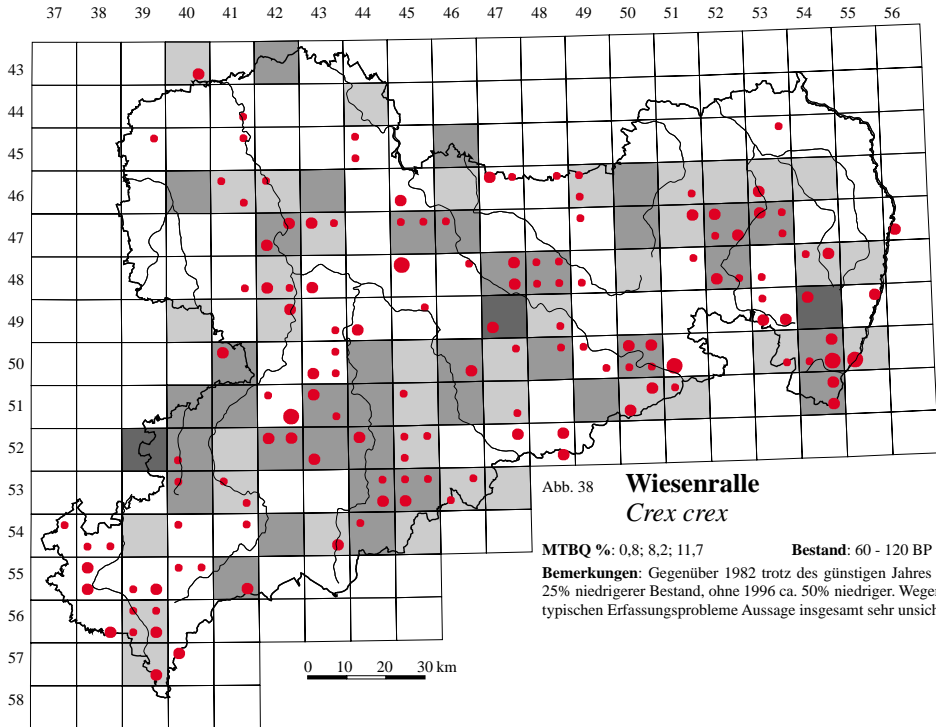 37 38 39 40 41 42 43 44 45 46 47 48 49 50 51 52 53 54 55 56
43
44
45
46
47
48
49
50
51
52
53
54
55
56
57
58
0 10 20 30 km
Abb. 38 Wiesenralle
Crex crex
MTBQ %: 0,8; 8,2; 11,7 Bestand: 60 - 120 BP
Bemerkungen: Gegenüber 1982 trotz des günstigen Jahres
25% niedrigerer Bestand, ohne 1996 ca. 50% niedriger. Wegen
typischen Erfassungsprobleme Aussage insgesamt sehr